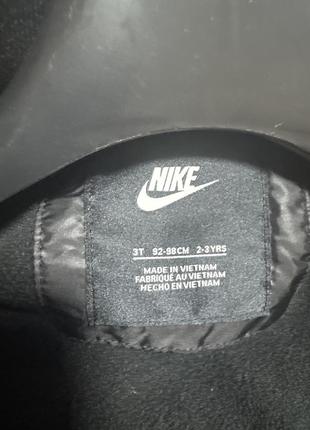 NIKE
3T 92-98CM 2-3YRS
MADE IN VIETNAM
FABRIQUÉ AU VIETNAM
HECHO EN VIETNAM